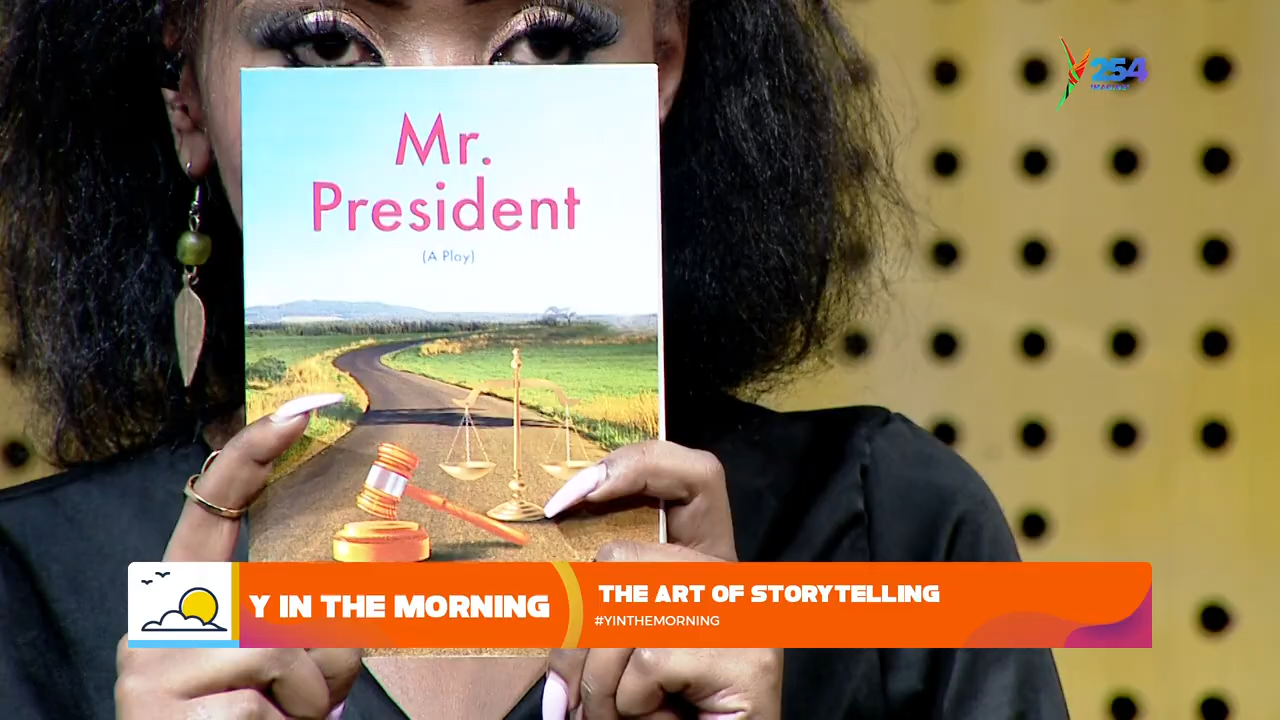 Mr.
President
(A Play)
254
Y IN THE MORNING
THE ART OF STORYTELLING
#YINTHEMORNING